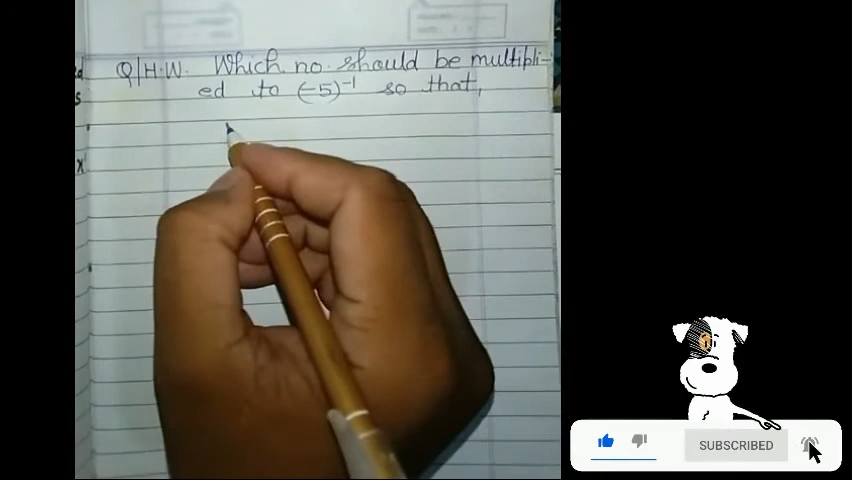 Q/H.W. Which no. should be multipli-
ed to (-5)⁻¹ so that,
SUBSCRIBED